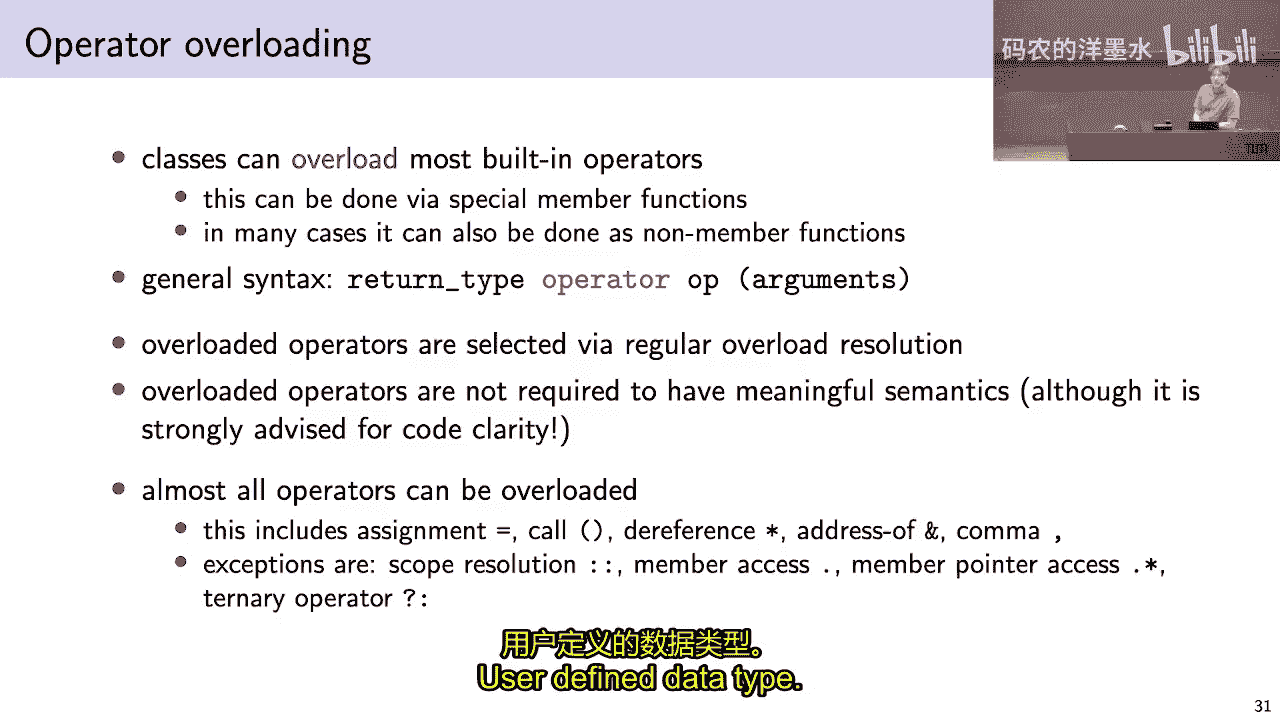 Operator overloading
码农的洋墨水 bilibili
• classes can overload most built-in operators
• this can be done via special member functions
• in many cases it can also be done as non-member functions
• general syntax: return_type operator op (arguments)
• overloaded operators are selected via regular overload resolution
• overloaded operators are not required to have meaningful semantics (although it is
strongly advised for code clarity!)
• almost all operators can be overloaded
• this includes assignment =, call (), dereference *, address-of &, comma ,
• exceptions are: scope resolution ::, member access ., member pointer access .*,
ternary operator ?:
用户定义的数据类型。
User defined data type.
31